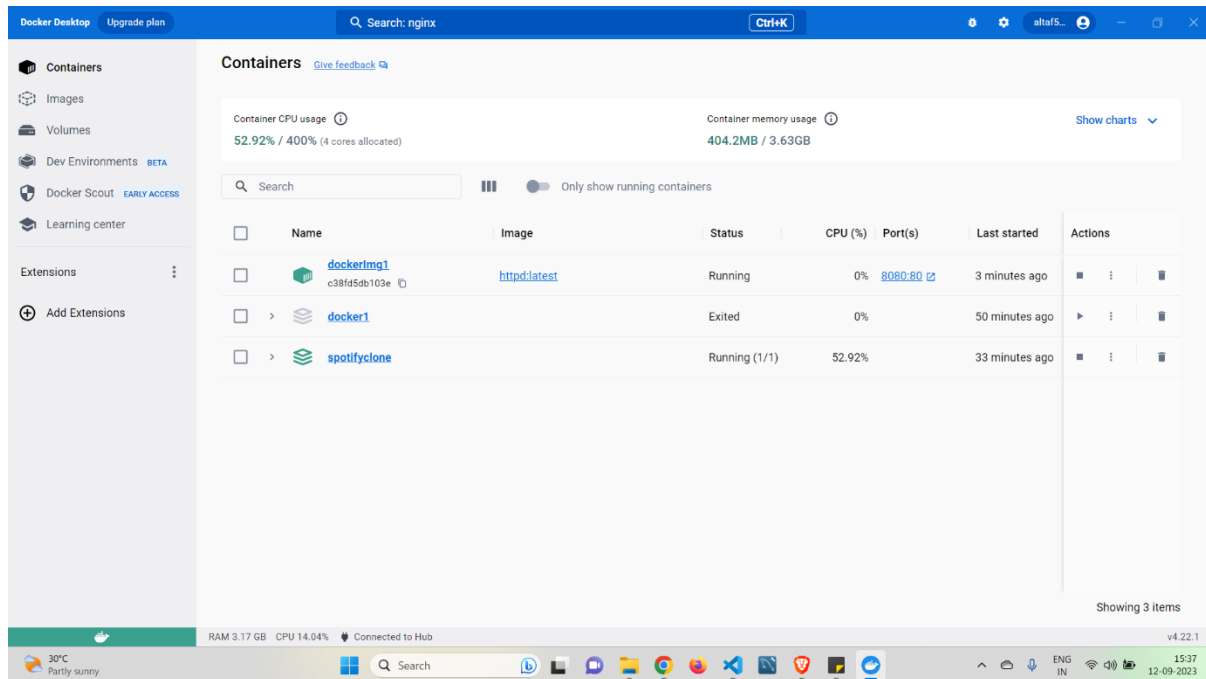 Docker Desktop Upgrade plan Search: nginx Ctrl+K altaf5...
Containers
Images
Volumes
Dev Environments BETA
Docker Scout EARLY ACCESS
Learning center
Extensions
Add Extensions
Containers Give feedback
Container CPU usage
52.92% / 400% (4 cores allocated)
Container memory usage
404.2MB / 3.63GB
Show charts
Search
Only show running containers
Name Image Status CPU (%) Port(s) Last started Actions
dockerImg1 httpd:latest Running 0% 8080:80 3 minutes ago
c38fd5db103e
docker1 Exited 0% 50 minutes ago
spotifyclone Running (1/1) 52.92% 33 minutes ago
Showing 3 items
RAM 3.17 GB CPU 14.04% Connected to Hub v4.22.1
30°C
Partly sunny
Search
ENG
IN
15:37
12-09-2023